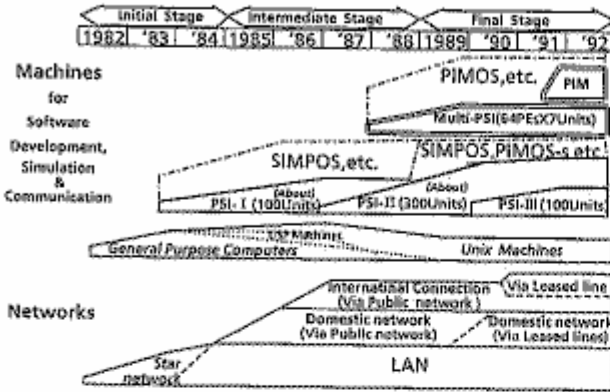 Initial Stage Intermediate Stage Final Stage
1982 '83 '84 1985 '86 '87 '88 1989 '90 '91 '92
Machines
for
Software
Development,
Simulation
&
Communication
PIMOS,etc. PIM
Multi-PSI(64PEsX7Units)
SIMPOS,etc. SIMPOS,PIMOS-s etc.
(About) (About)
PSI-I (100Units) PSI-II (300Units) PSI-III (100Units)
Machines
General Purpose Computers Unix Machines
Networks
International Connection Via Leased line
(Via Public network)
Domestic network Domestic network
(Via Public network) (Via Leased lines)
Star
network LAN